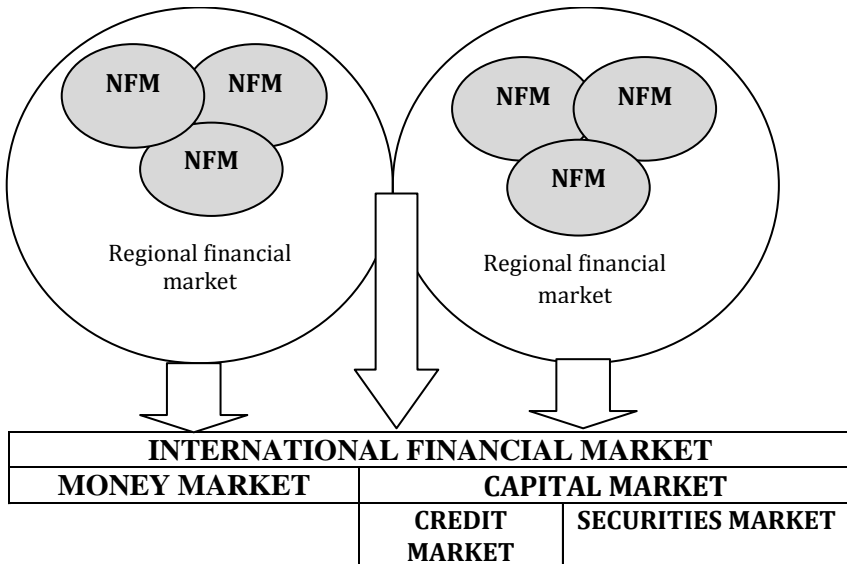 NFM
NFM
NFM
Regional financial
market
NFM
NFM
NFM
Regional financial
market
INTERNATIONAL FINANCIAL MARKET
MONEY MARKET
CAPITAL MARKET
CREDIT
MARKET
SECURITIES MARKET